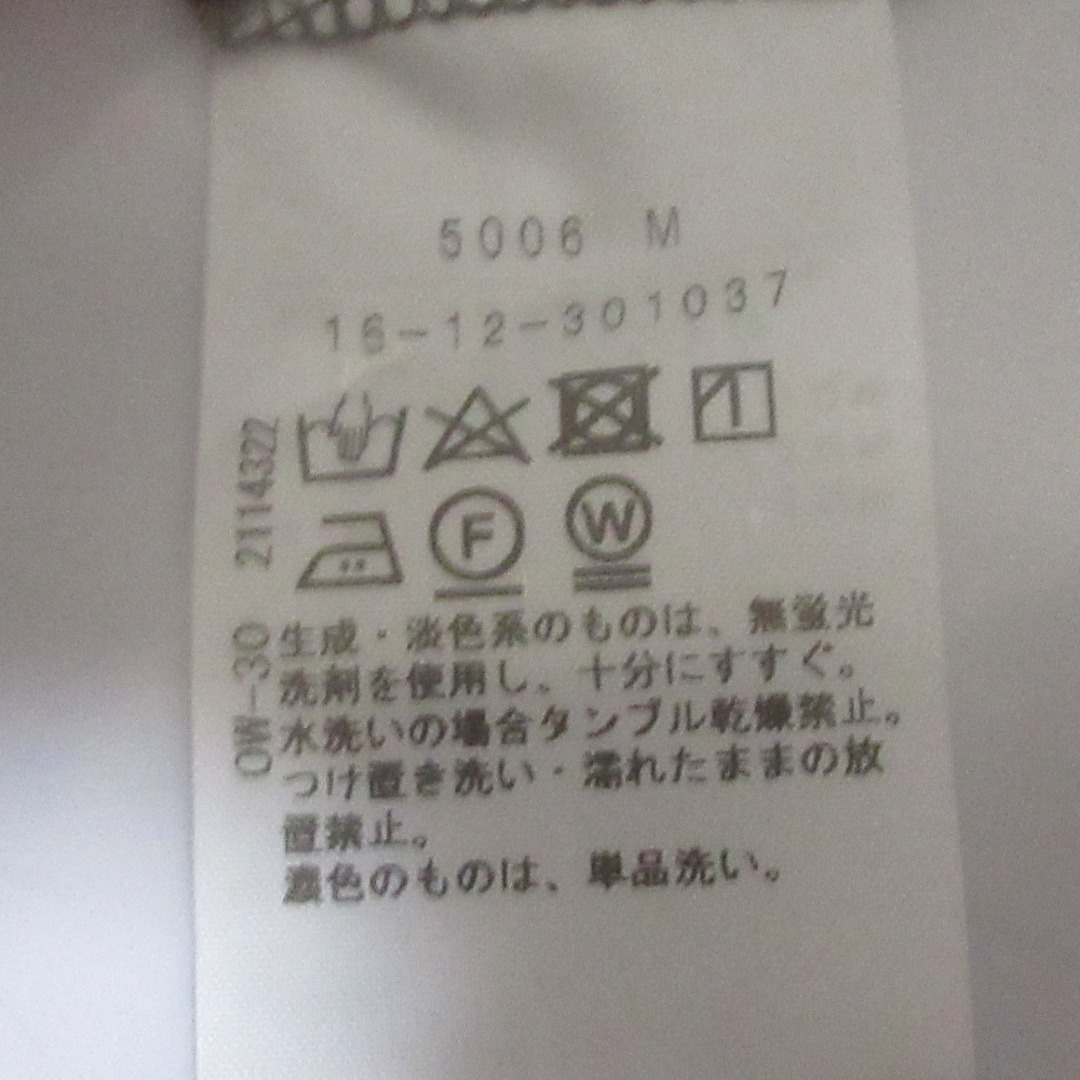 5006 M
16-12-301037
2114322
F
W
OW-30
生成・淡色系のものは、無蛍光
洗剤を使用し、十分にすすぐ。
水洗いの場合タンブル乾燥禁止。
つけ置き洗い・濡れたままの放
置禁止。
濃色のものは、単品洗い。